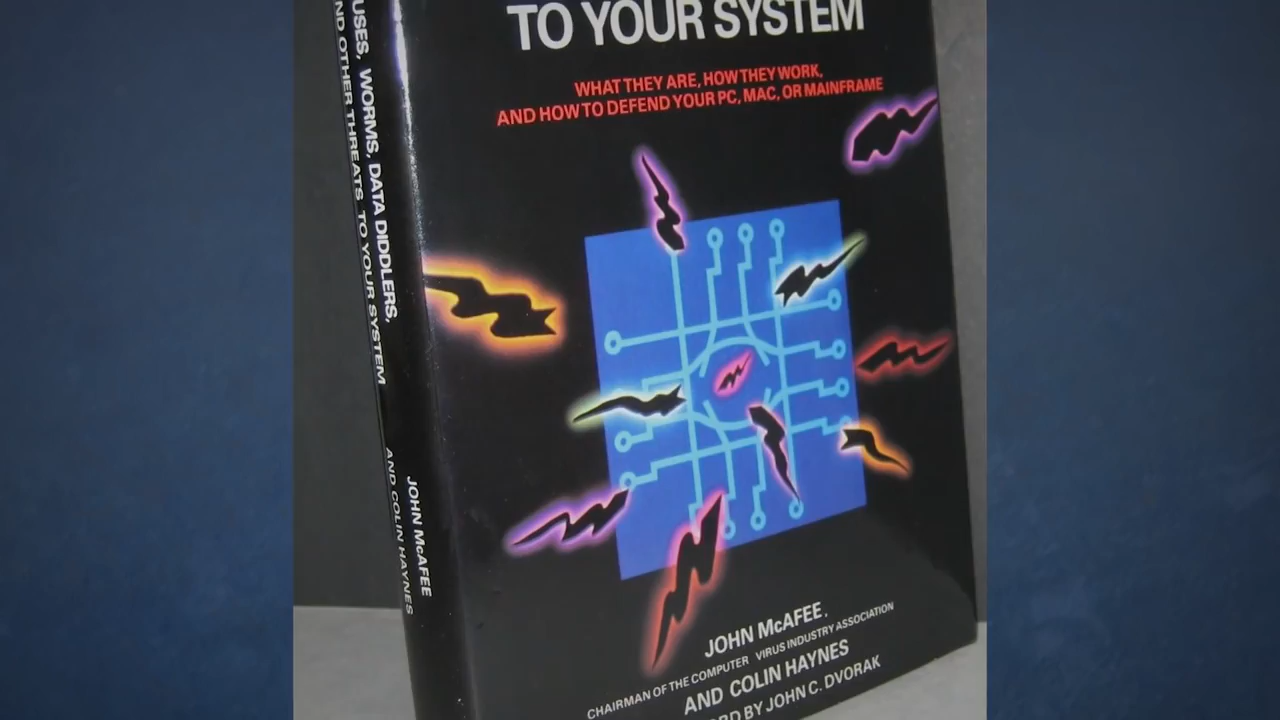 TO YOUR SYSTEM
WHAT THEY ARE, HOW THEY WORK,
AND HOW TO DEFEND YOUR PC, MAC, OR MAINFRAME
JOHN McAFEE,
CHAIRMAN OF THE COMPUTER VIRUS INDUSTRY ASSOCIATION
AND COLIN HAYNES
ORD BY JOHN C. DVORAK
USES, WORMS, DATA DIDDLERS,
ND OTHER THREATS TO YOUR SYSTEM
JOHN McAFEE
AND COLIN HAYNES